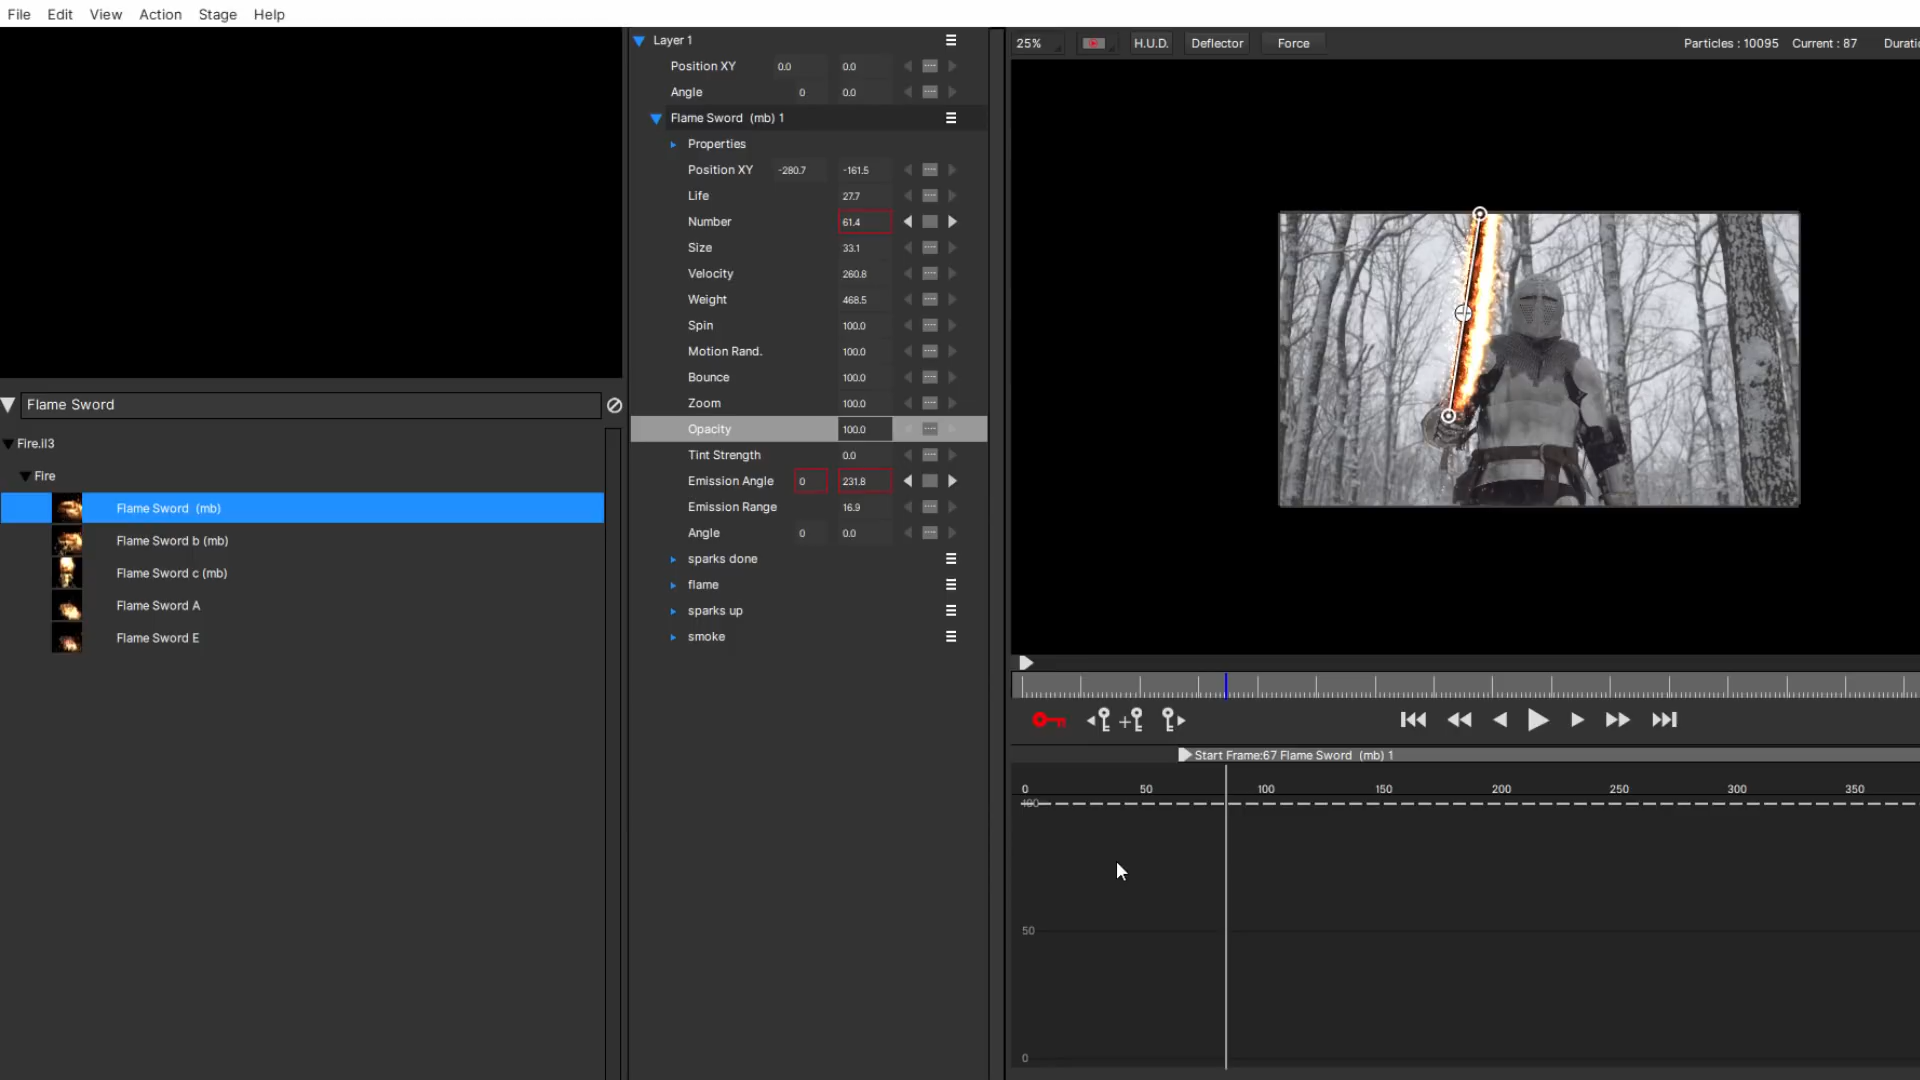 File Edit View Action Stage Help
Layer 1
Position XY 0.0 0.0
Angle 0 0.0
Flame Sword (mb) 1
Properties
Position XY -280.7 -161.5
Life 27.7
Number 61.4
Size 33.1
Velocity 260.8
Weight 468.5
Spin 100.0
Motion Rand. 100.0
Bounce 100.0
Zoom 100.0
Opacity 100.0
Tint Strength 0.0
Emission Angle 0 231.8
Emission Range 16.9
Angle 0 0.0
sparks done
flame
sparks up
smoke
Flame Sword
Fire.il3
Fire
Flame Sword (mb)
Flame Sword b (mb)
Flame Sword c (mb)
Flame Sword A
Flame Sword E
25% H.U.D. Deflector Force Particles : 10095 Current : 87 Duratio
Start Frame:67 Flame Sword (mb) 1
0 50 100 150 200 250 300 350
100
50
0